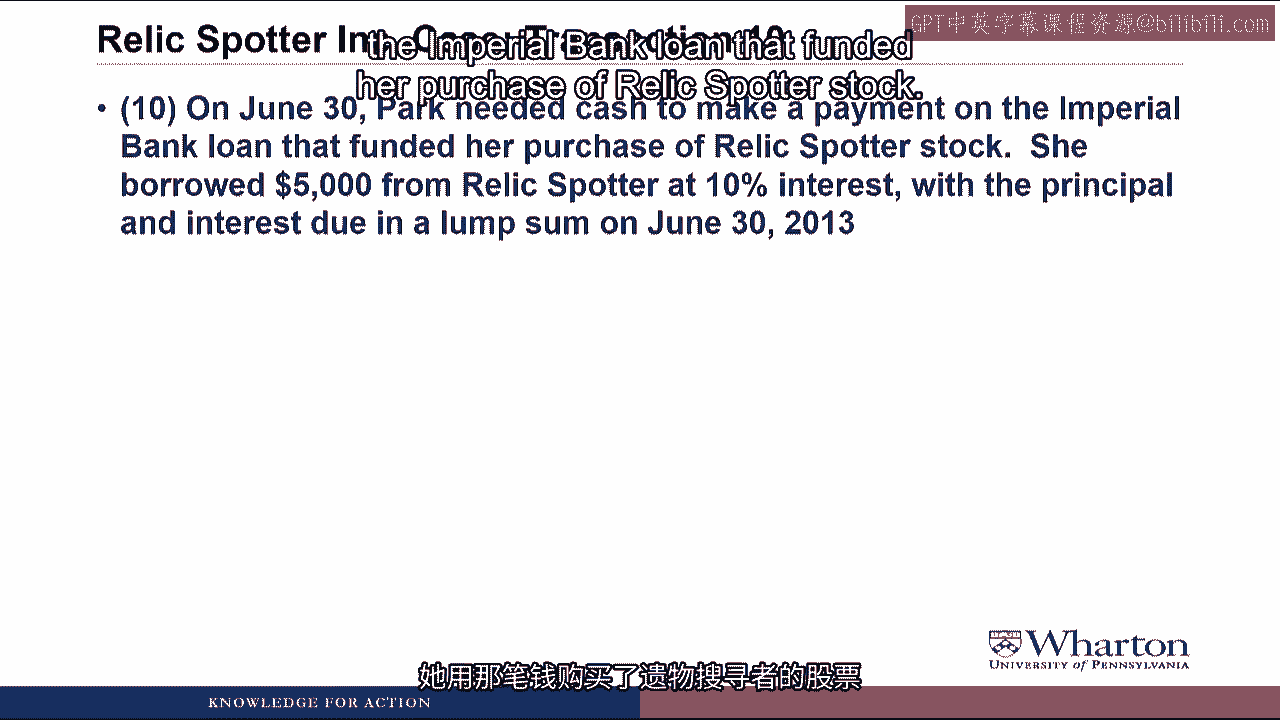 GPT中英字幕课程资源@bilibili.com
Relic Spotter Inc.
the Imperial Bank loan that funded
her purchase of Relic Spotter stock.
• (10) On June 30, Park needed cash to make a payment on the Imperial
Bank loan that funded her purchase of Relic Spotter stock. She
borrowed $5,000 from Relic Spotter at 10% interest, with the principal
and interest due in a lump sum on June 30, 2013
Wharton
UNIVERSITY of PENNSYLVANIA
她用那笔钱购买了遗物搜寻者的股票
KNOWLEDGE FOR ACTION